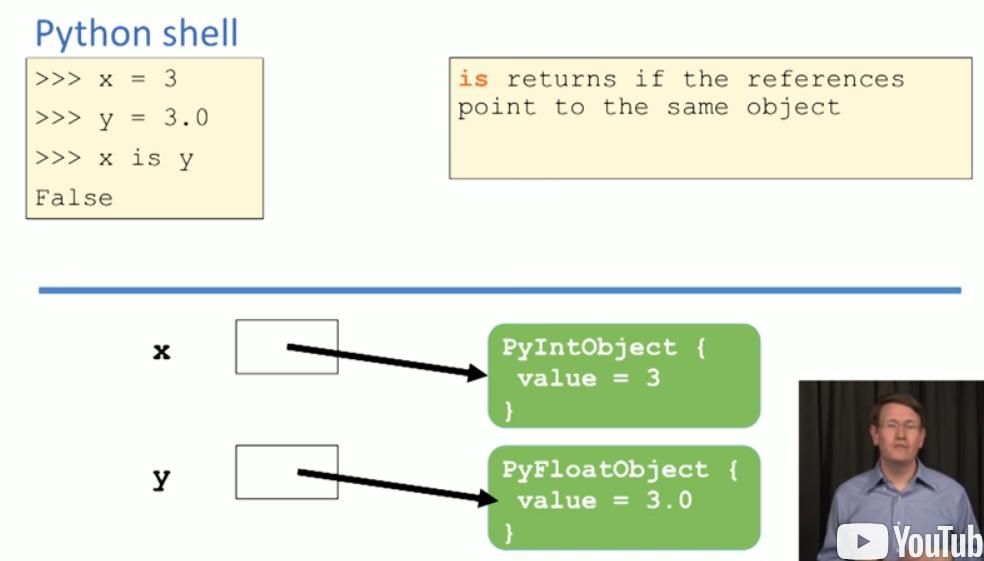 Python shell
>>> x = 3
>>> y = 3.0
>>> x is y
False
is returns if the references
point to the same object
x
PyIntObject {
value = 3
}
y
PyFloatObject {
value = 3.0
}
YouTub